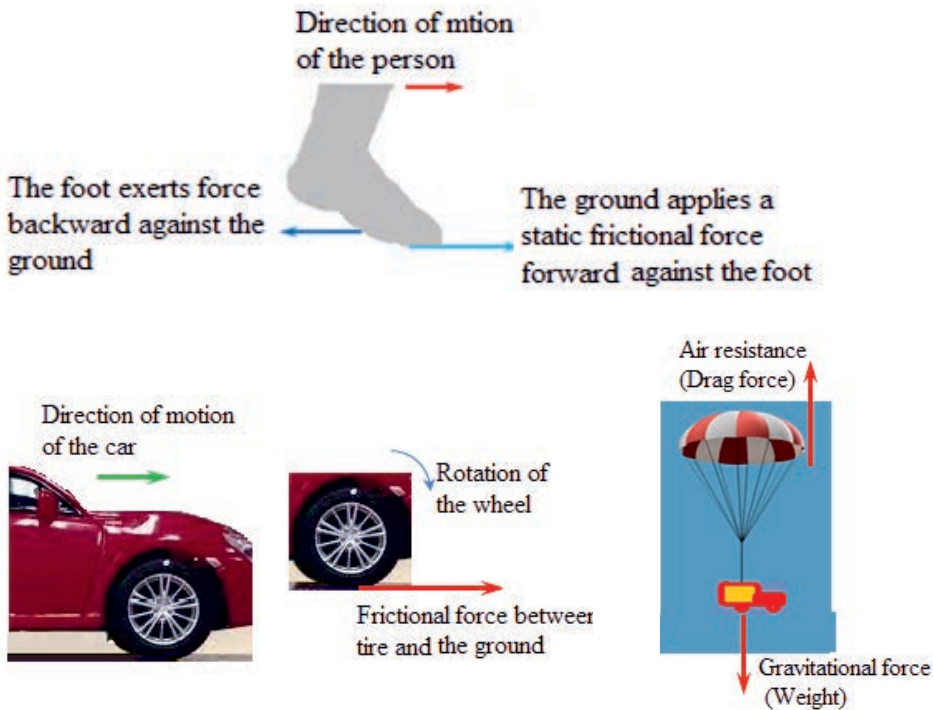 Direction of mtion
of the person
The foot exerts force
backward against the
ground
The ground applies a
static frictional force
forward against the foot
Direction of motion
of the car
Rotation of
the wheel
Frictional force between
tire and the ground
Air resistance
(Drag force)
Gravitational force
(Weight)